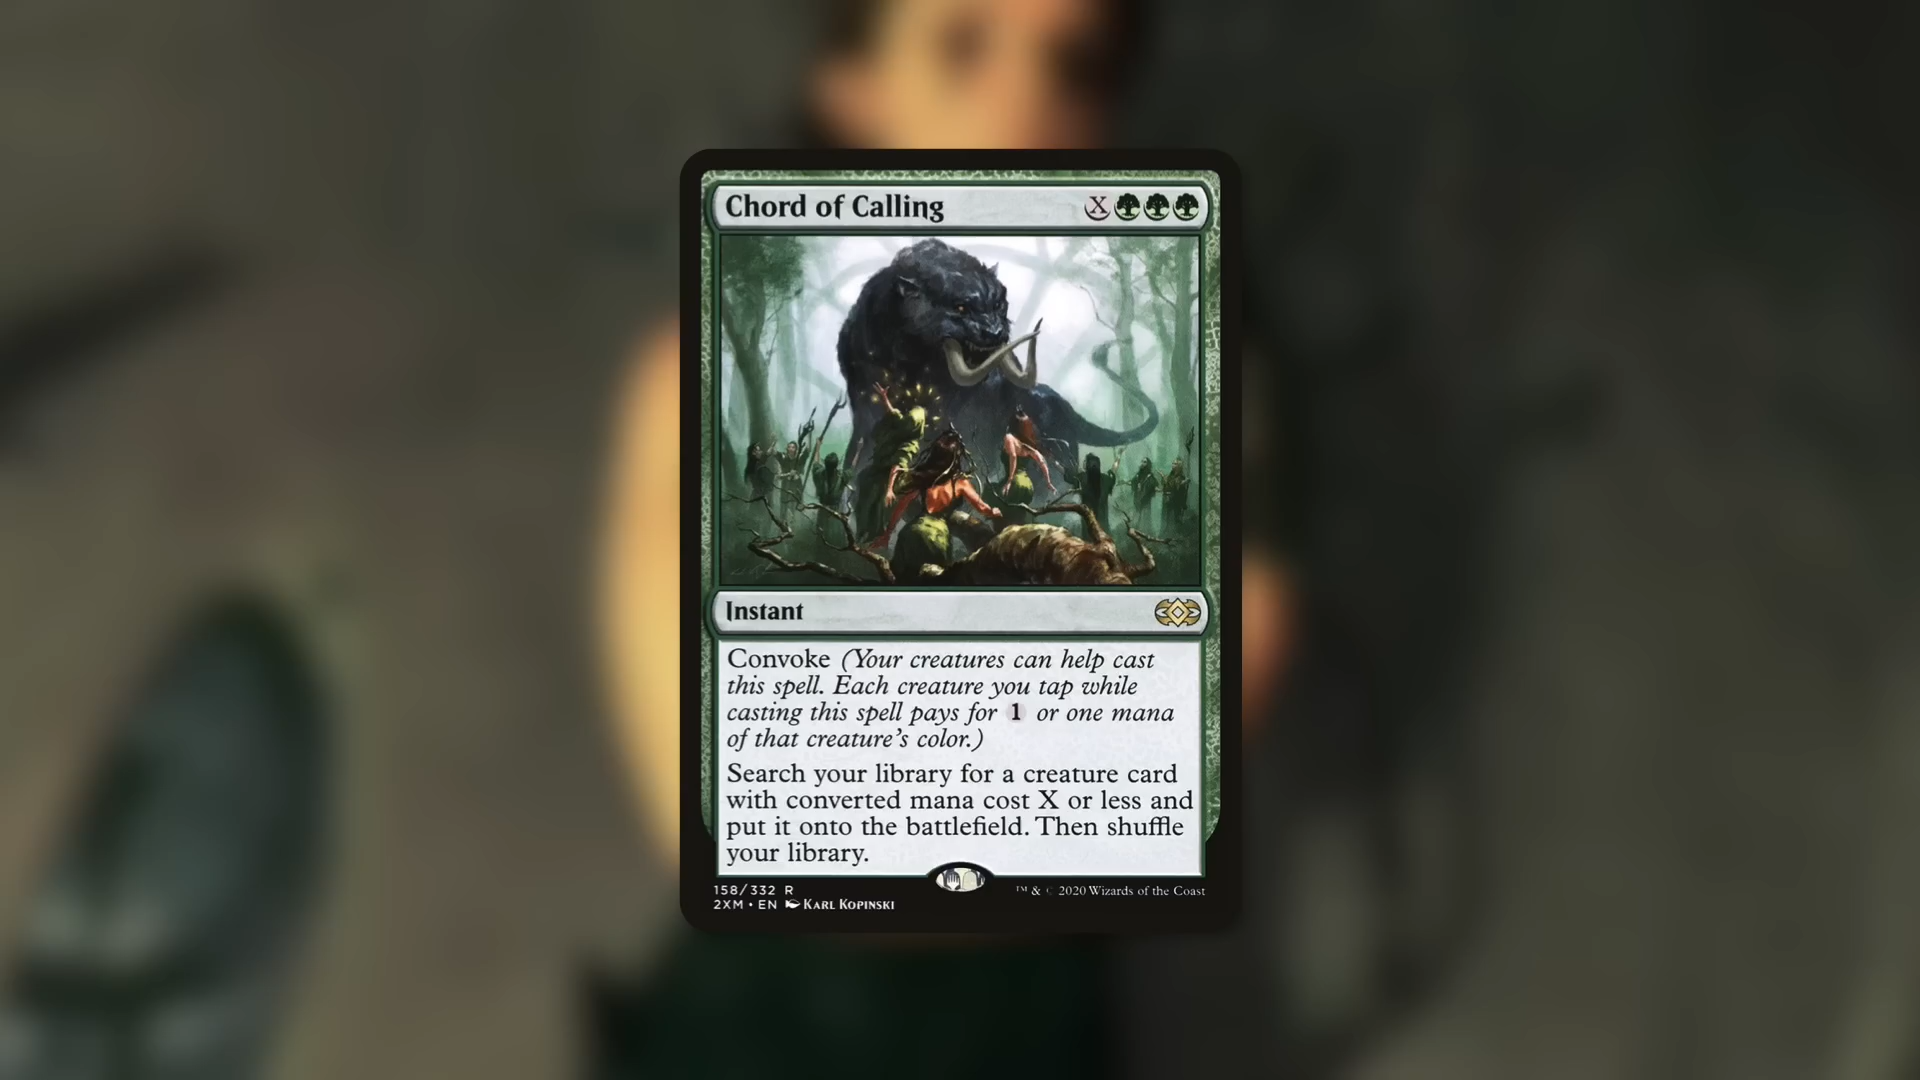 Chord of Calling X
Instant
Convoke (Your creatures can help cast
this spell. Each creature you tap while
casting this spell pays for 1 or one mana
of that creature's color.)
Search your library for a creature card
with converted mana cost X or less and
put it onto the battlefield. Then shuffle
your library.
158/332 R
2XM • EN KARL KOPINSKI
™ & © 2020 Wizards of the Coast